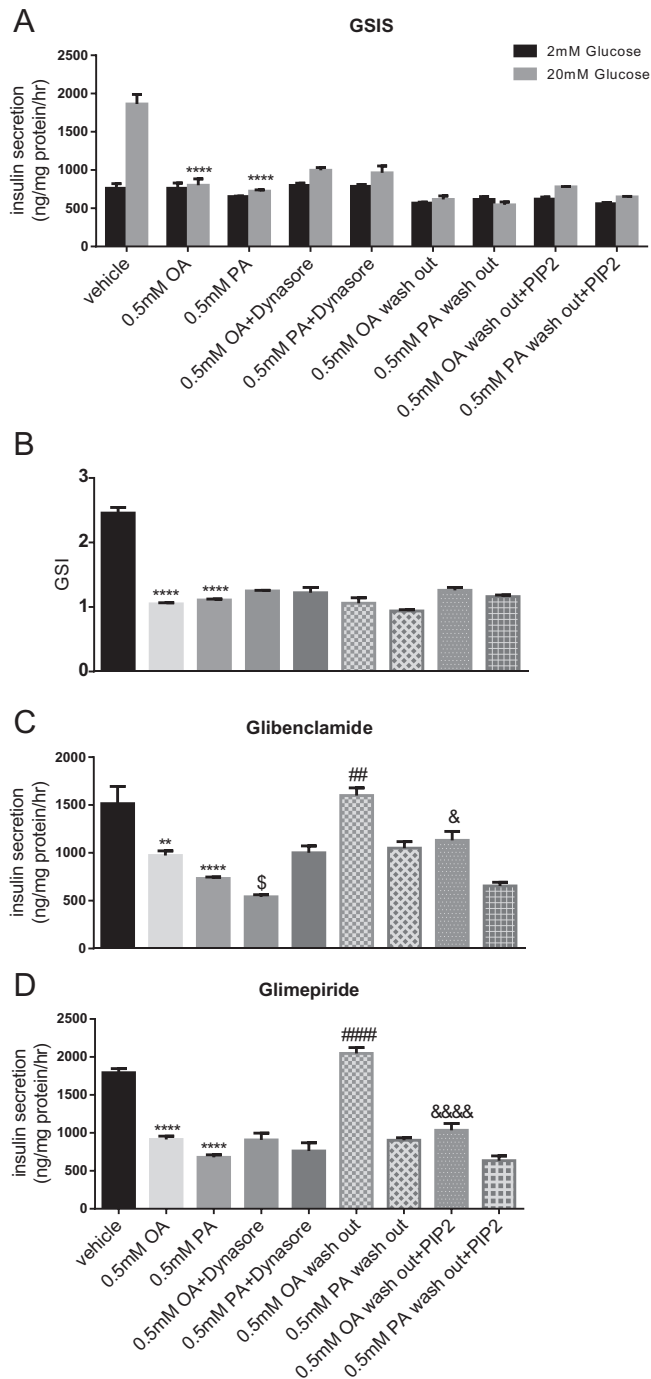 A
GSIS
2mM Glucose
20mM Glucose
insulin secretion
(ng/mg protein/hr)
2500
2000
1500
1000
500
0
****
****
vehicle
0.5mM OA
0.5mM PA
0.5mM OA+Dynasore
0.5mM PA+Dynasore
0.5mM OA wash out
0.5mM PA wash out
0.5mM OA wash out+PIP2
0.5mM PA wash out+PIP2
B
GSI
3
2
1
0
****
****
C
Glibenclamide
insulin secretion
(ng/mg protein/hr)
2000
1500
1000
500
0
**
****
$
##
&
D
Glimepiride
insulin secretion
(ng/mg protein/hr)
2500
2000
1500
1000
500
0
****
****
####
&&&&
vehicle
0.5mM OA
0.5mM PA
0.5mM OA+Dynasore
0.5mM PA+Dynasore
0.5mM OA wash out
0.5mM PA wash out
0.5mM OA wash out+PIP2
0.5mM PA wash out+PIP2